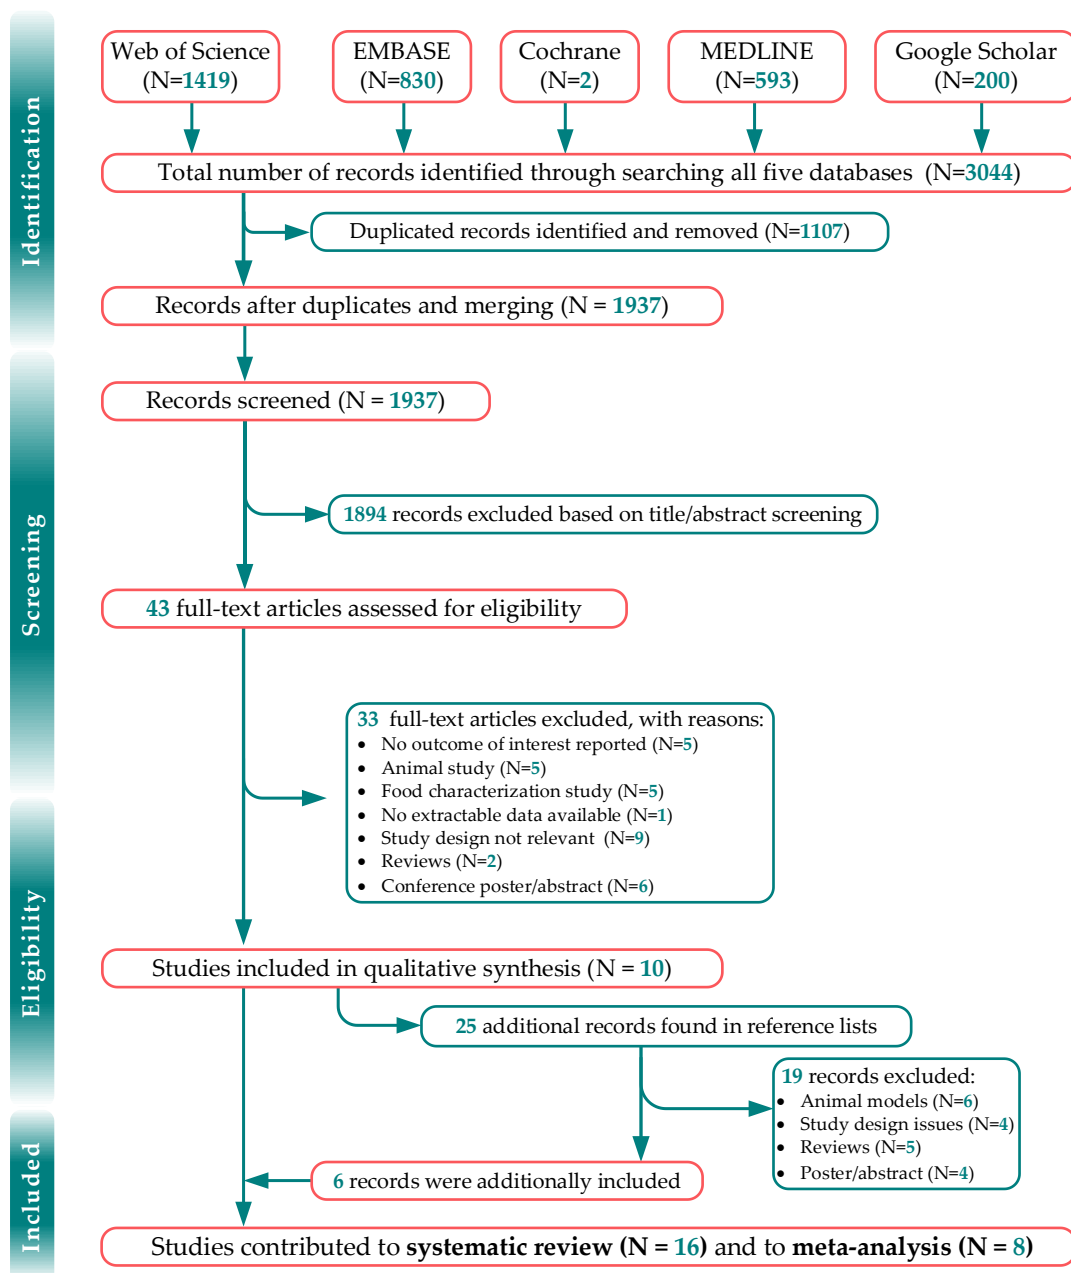 Identification
Web of Science
(N=1419)
EMBASE
(N=830)
Cochrane
(N=2)
MEDLINE
(N=593)
Google Scholar
(N=200)
Total number of records identified through searching all five databases (N=3044)
Duplicated records identified and removed (N=1107)
Records after duplicates and merging (N = 1937)
Screening
Records screened (N = 1937)
1894 records excluded based on title/abstract screening
43 full-text articles assessed for eligibility
33 full-text articles excluded, with reasons:
• No outcome of interest reported (N=5)
• Animal study (N=5)
• Food characterization study (N=5)
• No extractable data available (N=1)
• Study design not relevant (N=9)
• Reviews (N=2)
• Conference poster/abstract (N=6)
Eligibility
Studies included in qualitative synthesis (N = 10)
25 additional records found in reference lists
19 records excluded:
• Animal models (N=6)
• Study design issues (N=4)
• Reviews (N=5)
• Poster/abstract (N=4)
Included
6 records were additionally included
Studies contributed to systematic review (N = 16) and to meta-analysis (N = 8)